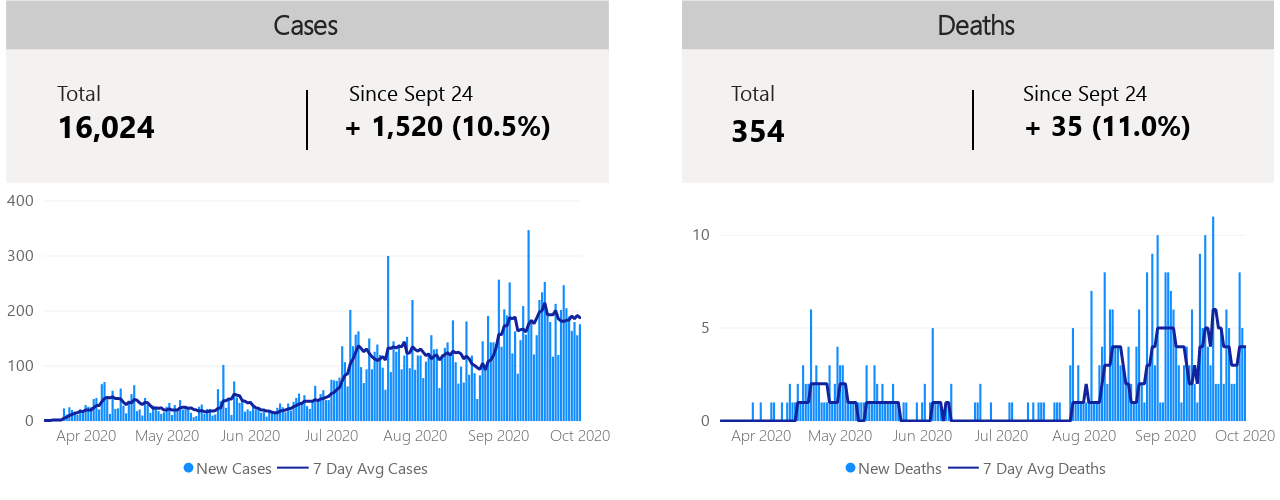 Cases
Total
16,024
Since Sept 24
+ 1,520 (10.5%)
400
300
200
100
0
Apr 2020 May 2020 Jun 2020 Jul 2020 Aug 2020 Sep 2020 Oct 2020
New Cases 7 Day Avg Cases
Deaths
Total
354
Since Sept 24
+ 35 (11.0%)
10
5
0
Apr 2020 May 2020 Jun 2020 Jul 2020 Aug 2020 Sep 2020 Oct 2020
New Deaths 7 Day Avg Deaths